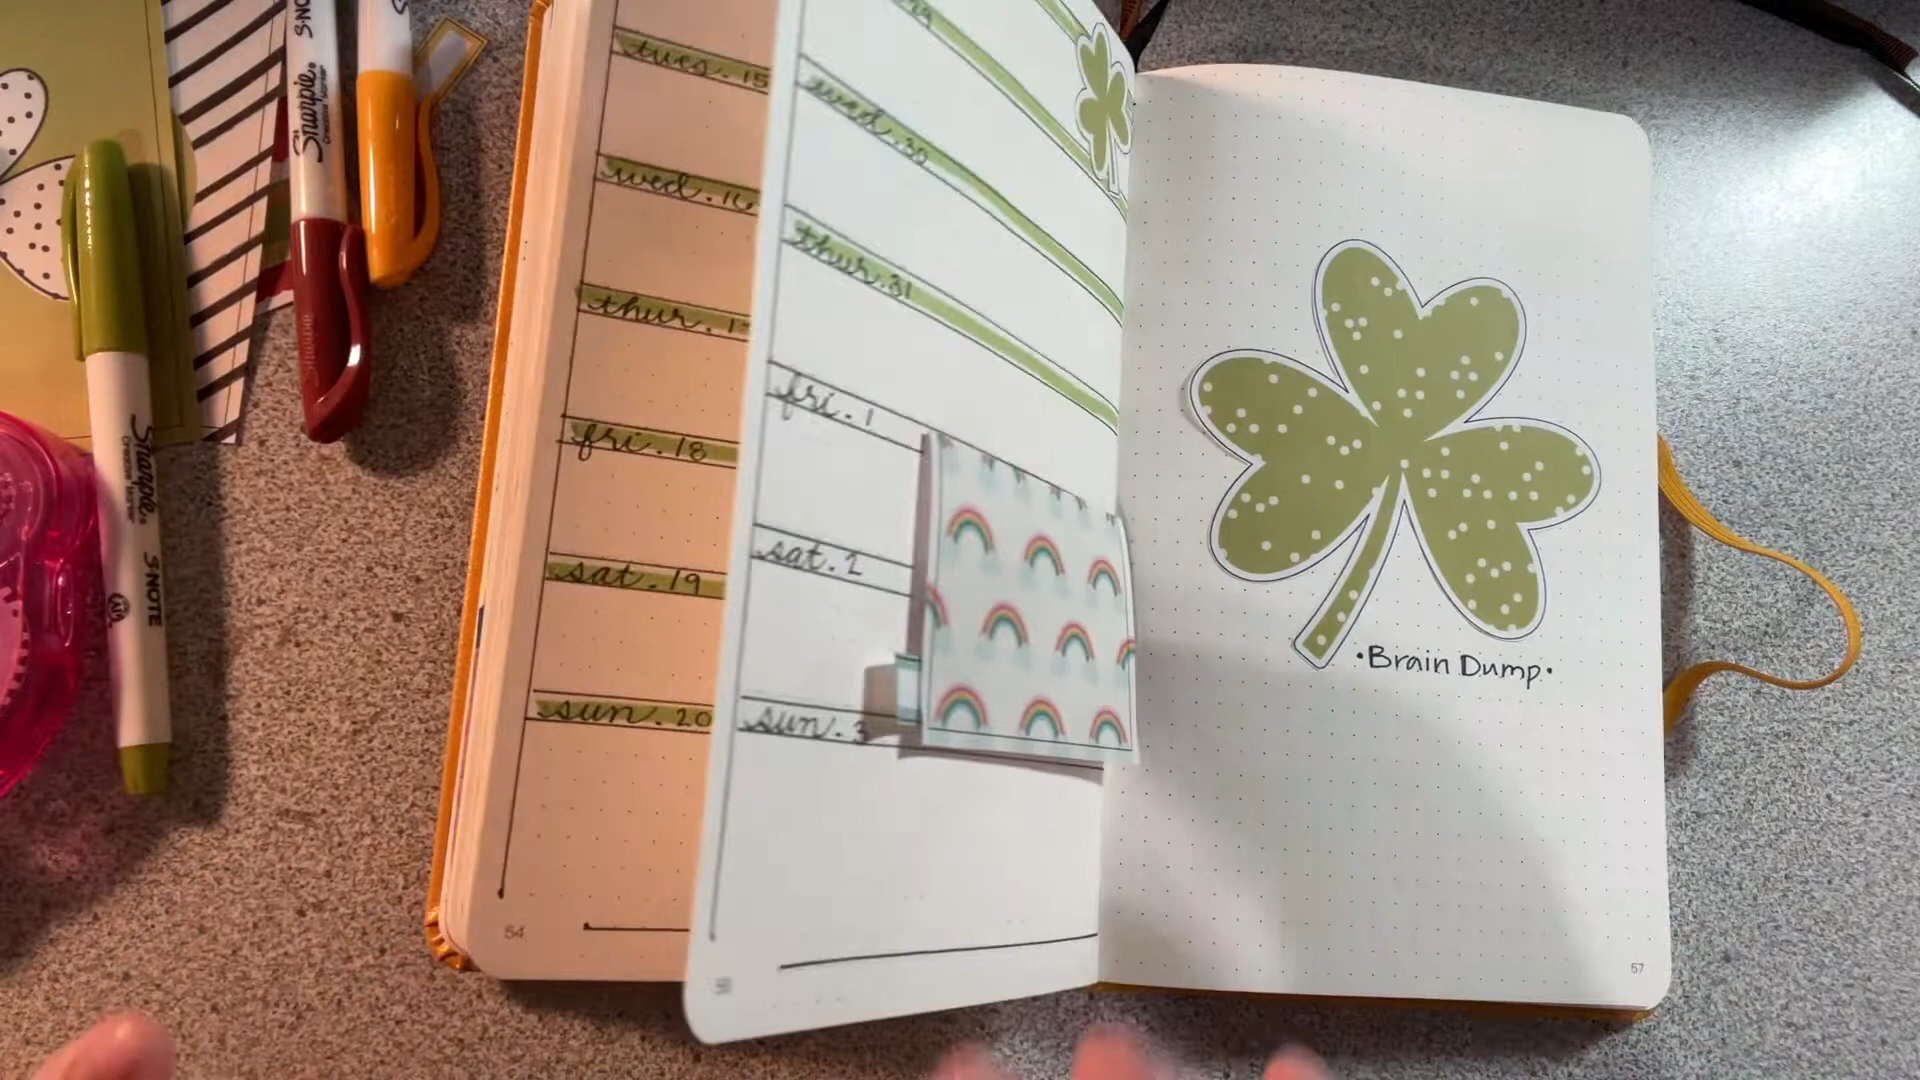 Sharpie
S·NOTE
Sharpie
S·NOTE
tues. 15
wed. 16
thur. 1
fri. 18
sat. 19
sun. 20
54
wed. 30
thur. 31
fri. 1
sat. 2
sun. 3
•Brain Dump•
57